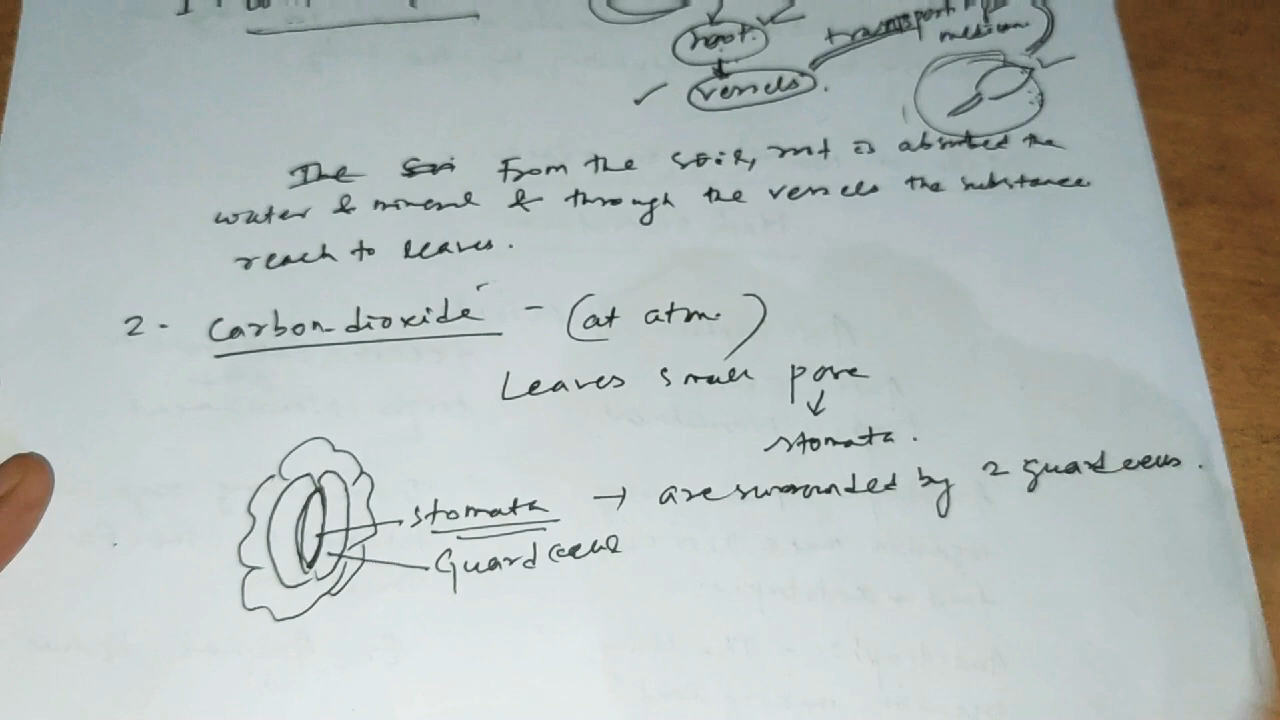 root
transport
medium
vessels.
The Soi From the soil, root is absorbed the
water & mineral & through the vessels the substance
reach to leaves.
2 - Carbon-dioxide - (at atm.)
Leaves small pore
↓
stomata.
stomata → are surrounded by 2 guard cells.
Guard cell